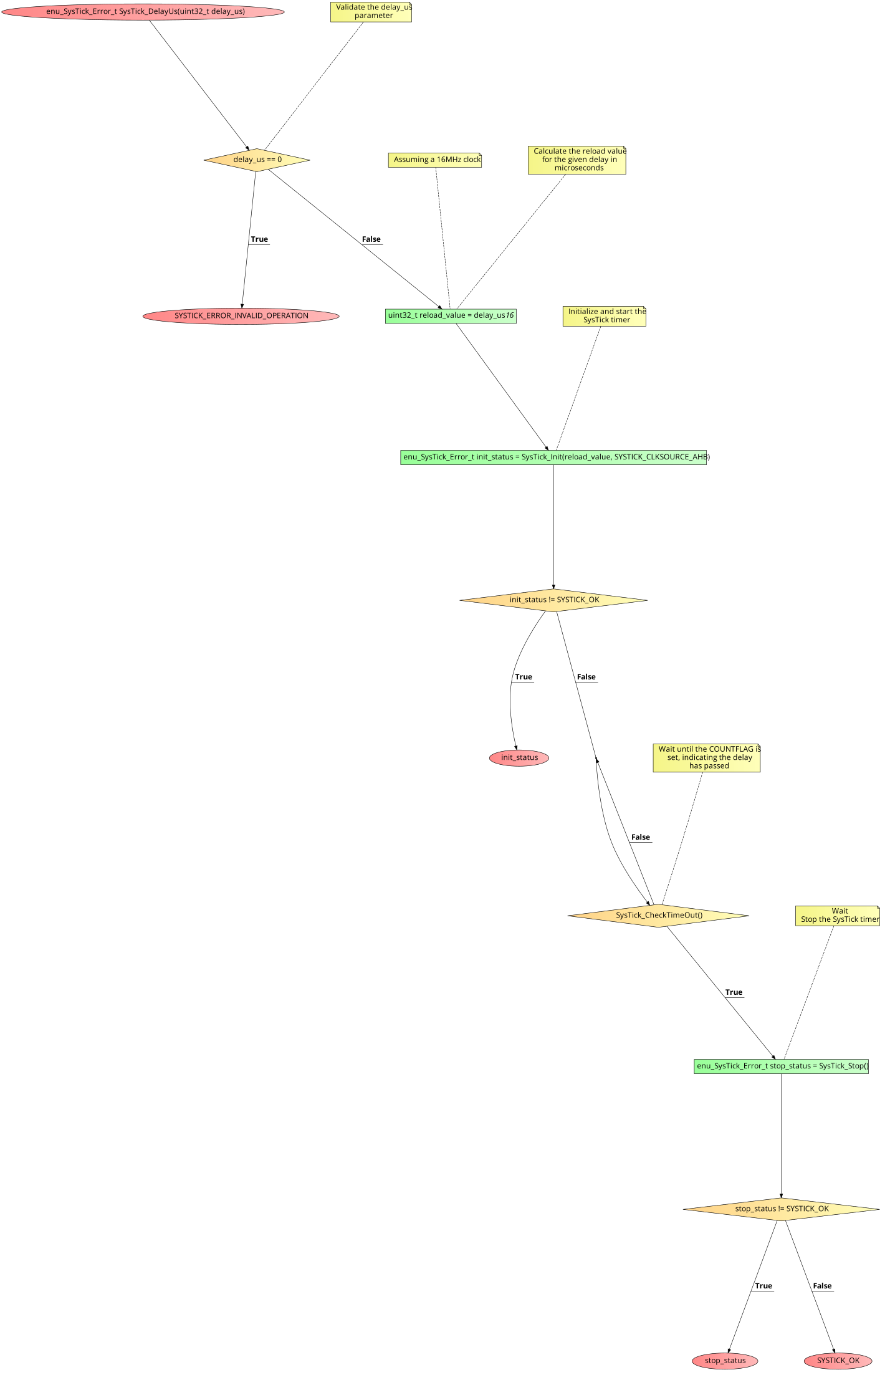 enu_SysTick_Error_t SysTick_DelayUs(uint32_t delay_us)
Validate the delay_us
parameter
delay_us == 0
Assuming a 16MHz clock
Calculate the reload value
for the given delay in
microseconds
True
False
SYSTICK_ERROR_INVALID_OPERATION
uint32_t reload_value = delay_us16
Initialize and start the
SysTick timer
enu_SysTick_Error_t init_status = SysTick_Init(reload_value, SYSTICK_CLKSOURCE_AHB)
init_status != SYSTICK_OK
True
False
init_status
Wait until the COUNTFLAG is
set, indicating the delay
has passed
False
SysTick_CheckTimeOut()
Wait
Stop the SysTick timer
True
enu_SysTick_Error_t stop_status = SysTick_Stop()
stop_status != SYSTICK_OK
True
False
stop_status
SYSTICK_OK